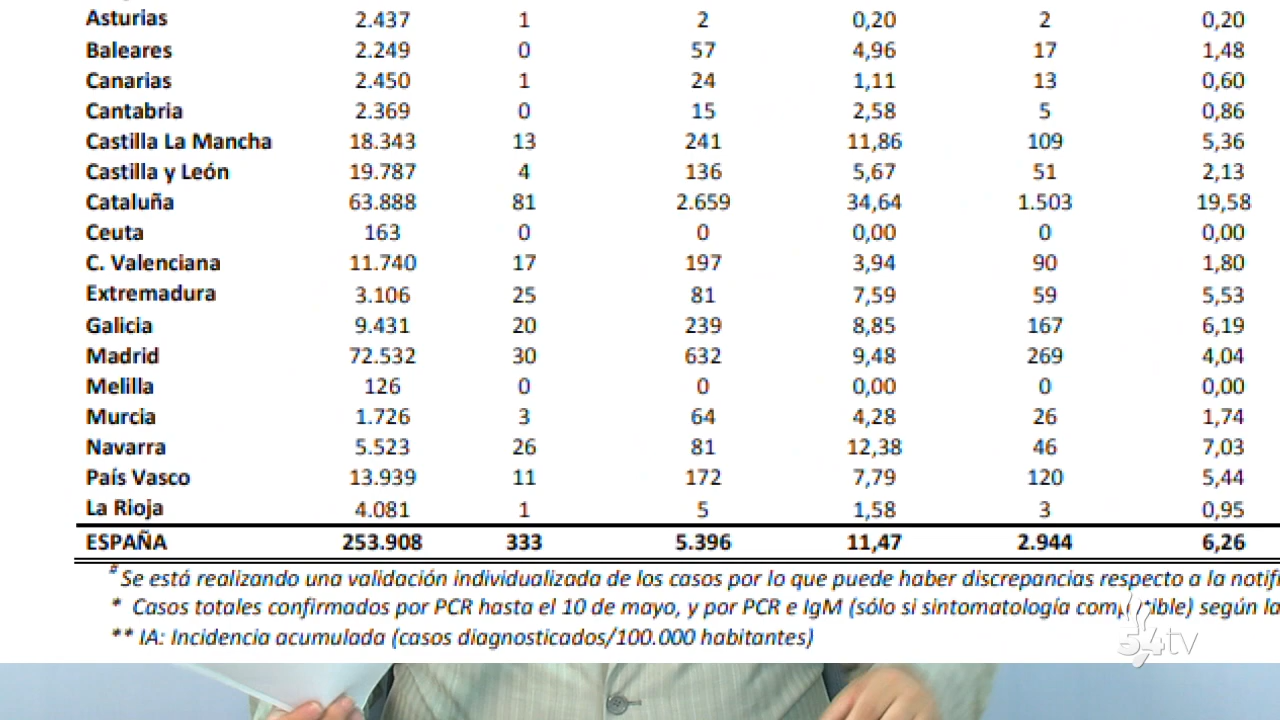 Asturias 2.437 1 2 0,20 2 0,20
Baleares 2.249 0 57 4,96 17 1,48
Canarias 2.450 1 24 1,11 13 0,60
Cantabria 2.369 0 15 2,58 5 0,86
Castilla La Mancha 18.343 13 241 11,86 109 5,36
Castilla y León 19.787 4 136 5,67 51 2,13
Cataluña 63.888 81 2.659 34,64 1.503 19,58
Ceuta 163 0 0 0,00 0 0,00
C. Valenciana 11.740 17 197 3,94 90 1,80
Extremadura 3.106 25 81 7,59 59 5,53
Galicia 9.431 20 239 8,85 167 6,19
Madrid 72.532 30 632 9,48 269 4,04
Melilla 126 0 0 0,00 0 0,00
Murcia 1.726 3 64 4,28 26 1,74
Navarra 5.523 26 81 12,38 46 7,03
País Vasco 13.939 11 172 7,79 120 5,44
La Rioja 4.081 1 5 1,58 3 0,95
ESPAÑA 253.908 333 5.396 11,47 2.944 6,26
# Se está realizando una validación individualizada de los casos por lo que puede haber discrepancias respecto a la notifi
* Casos totales confirmados por PCR hasta el 10 de mayo, y por PCR e IgM (sólo si sintomatología según la
** IA: Incidencia acumulada (casos diagnosticados/100.000 habitantes)
54tv